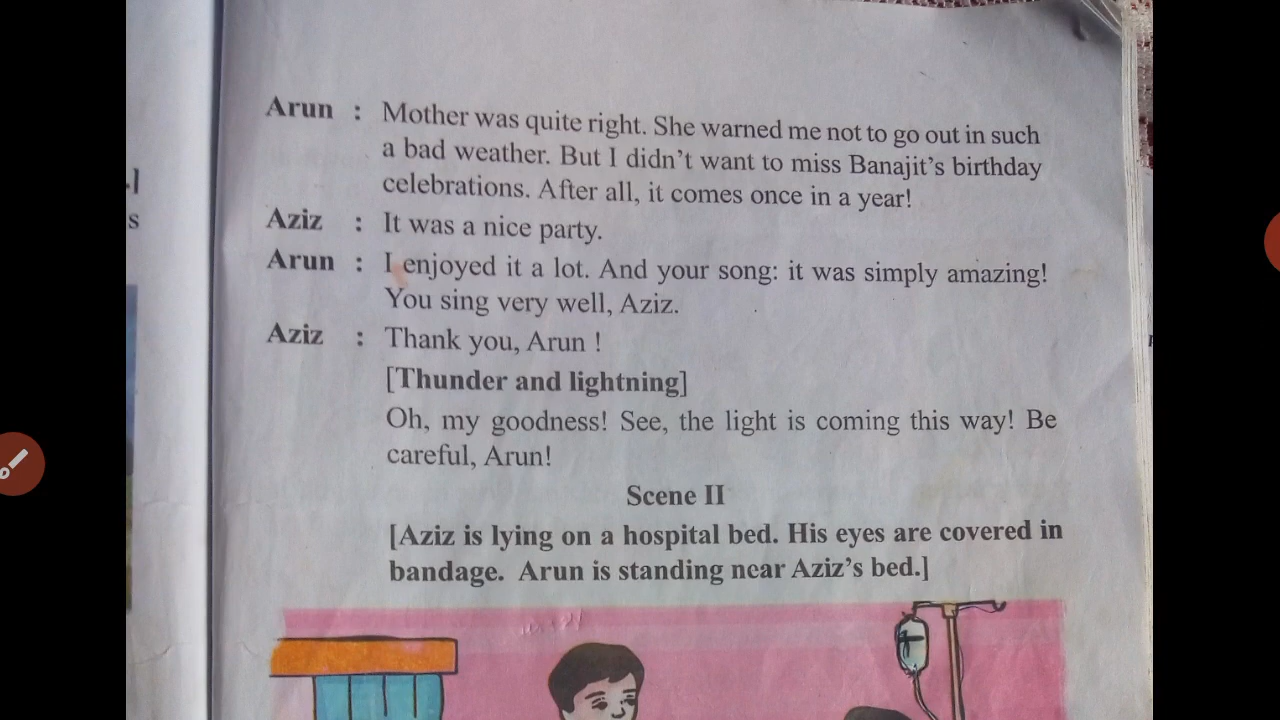 .]
s
Arun : Mother was quite right. She warned me not to go out in such
a bad weather. But I didn't want to miss Banajit's birthday
celebrations. After all, it comes once in a year!
Aziz : It was a nice party.
Arun : I enjoyed it a lot. And your song: it was simply amazing!
You sing very well, Aziz.
Aziz : Thank you, Arun !
[Thunder and lightning]
Oh, my goodness! See, the light is coming this way! Be
careful, Arun!
Scene II
[Aziz is lying on a hospital bed. His eyes are covered in
bandage. Arun is standing near Aziz's bed.]